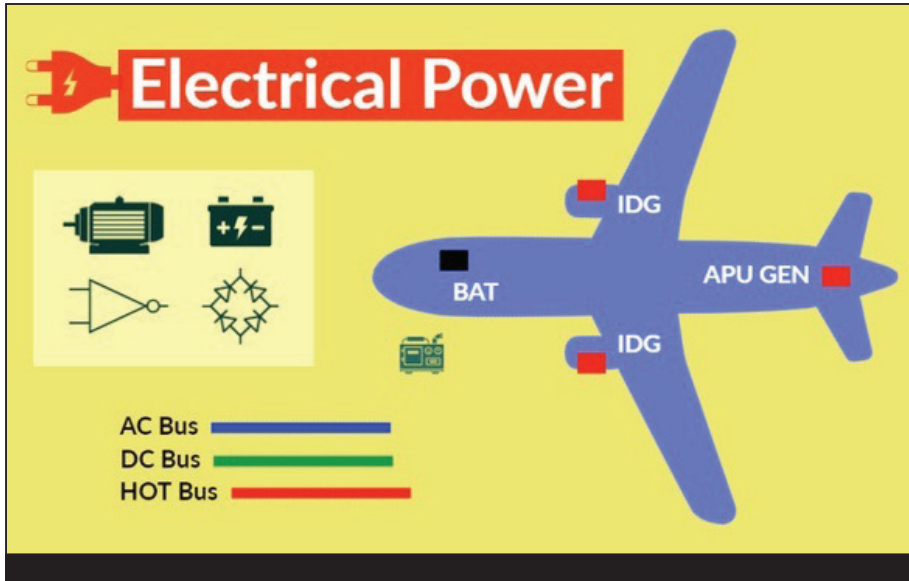 Electrical Power
IDG
BAT
APU GEN
IDG
AC Bus
DC Bus
HOT Bus